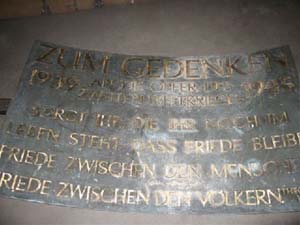 ZUM GEDENKEN
1939 AN DIE OPFER DES 1945
ZWEITEN WELTKRIEGES
SORGT IHR DIE IHR NOCH IM
LEBEN STEHT DASS FRIEDE BLEIBE
FRIEDE ZWISCHEN DEN MENSCHEN
FRIEDE ZWISCHEN DEN VÖLKERN